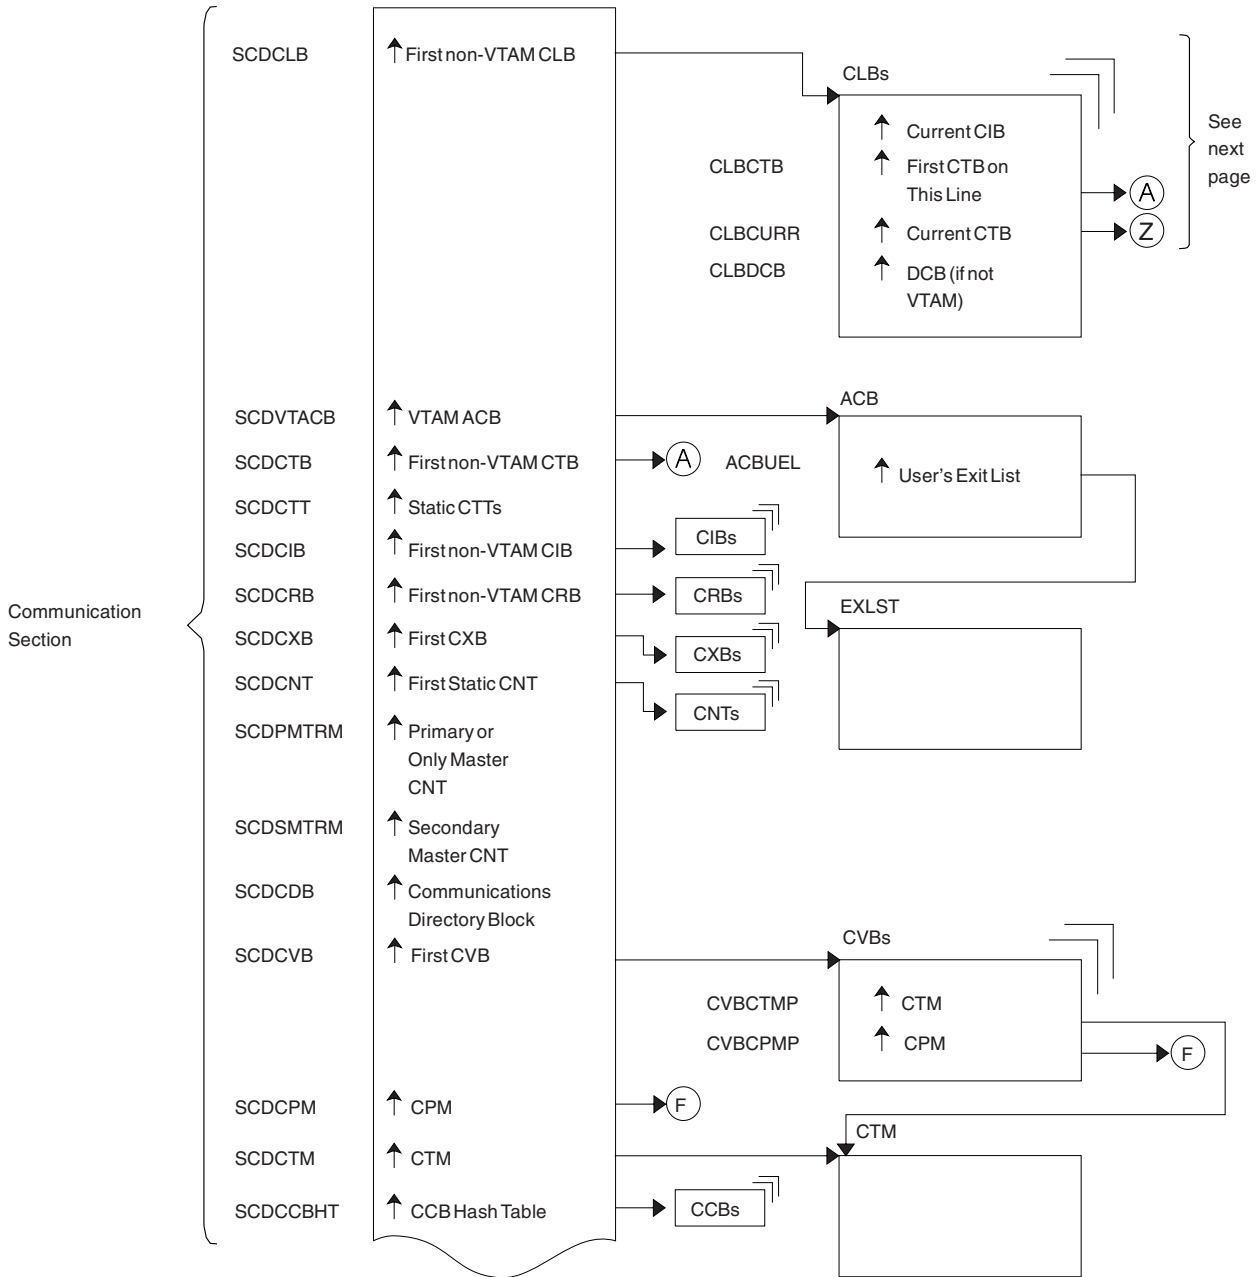 SCDCLB
First non-VTAM CLB
CLBs
Current CIB
CLBCTB
First CTB on
This Line
A
CLBCURR
Current CTB
Z
CLBDCB
DCB (if not
VTAM)
See
next
page
SCDVTACB
VTAM ACB
ACB
SCDCTB
First non-VTAM CTB
A
ACBUEL
User's Exit List
SCDCTT
Static CTTs
SCDCIB
First non-VTAM CIB
CIBs
SCDCRB
First non-VTAM CRB
CRBs
EXLST
Communication
Section
SCDCXB
First CXB
CXBs
SCDCNT
First Static CNT
CNTs
SCDPMTRM
Primary or
Only Master
CNT
SCDSMTRM
Secondary
Master CNT
SCDCDB
Communications
Directory Block
SCDCVB
First CVB
CVBs
CVBCTMP
CTM
CVBCPMP
CPM
F
SCDCPM
CPM
F
SCDCTM
CTM
CTM
SCDCCBHT
CCB Hash Table
CCBs